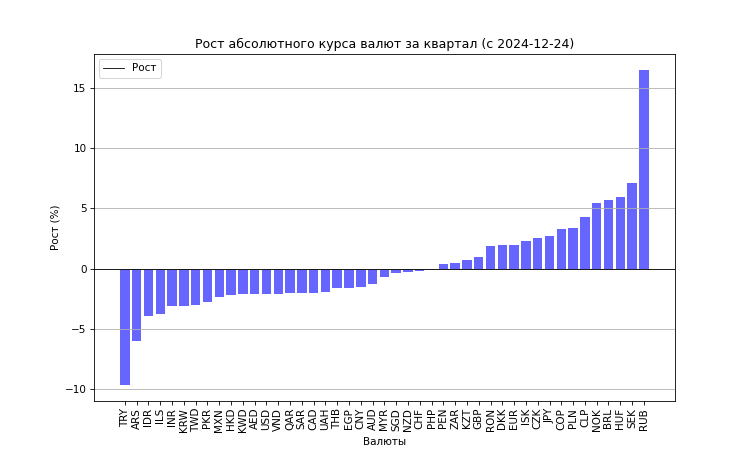 Рост абсолютного курса валют за квартал (с 2024-12-24)
Рост
Рост (%)
15
10
5
0
−5
−10
TRY ARS IDR ILS INR KRW TWD PKR MXN HKD KWD AED USD VND QAR SAR CAD UAH THB EGP CNY AUD MYR SGD NZD CHF PHP PEN ZAR KZT GBP RON DKK EUR ISK CZK JPY COP PLN CLP NOK BRL HUF SEK RUB
Валюты